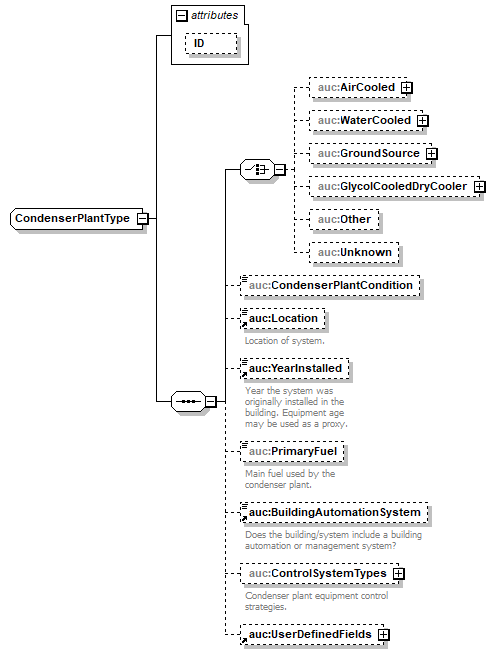 attributes
ID
auc:AirCooled
auc:WaterCooled
auc:GroundSource
auc:GlycolCooledDryCooler
CondenserPlantType
auc:Other
auc:Unknown
auc:CondenserPlantCondition
auc:Location
Location of system.
auc:YearInstalled
Year the system was
originally installed in the
building. Equipment age
may be used as a proxy.
auc:PrimaryFuel
Main fuel used by the
condenser plant.
auc:BuildingAutomationSystem
Does the building/system include a building
automation or management system?
auc:ControlSystemTypes
Condenser plant equipment control
strategies.
auc:UserDefinedFields